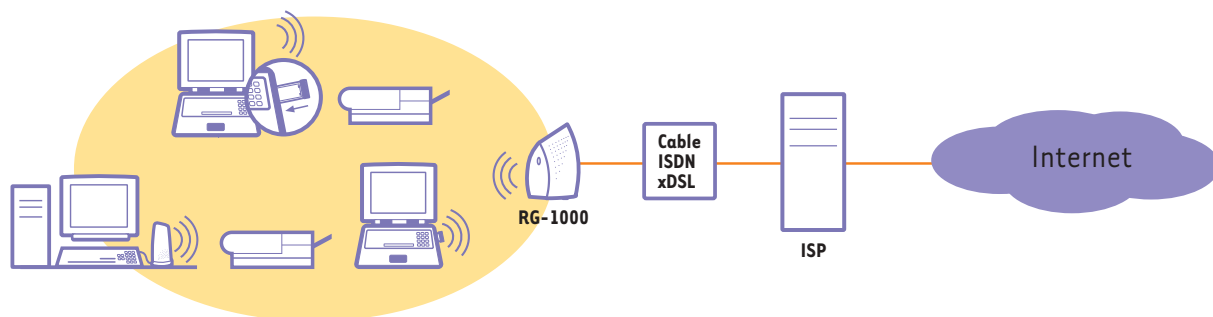 Cable
ISDN
xDSL
Internet
RG-1000
ISP